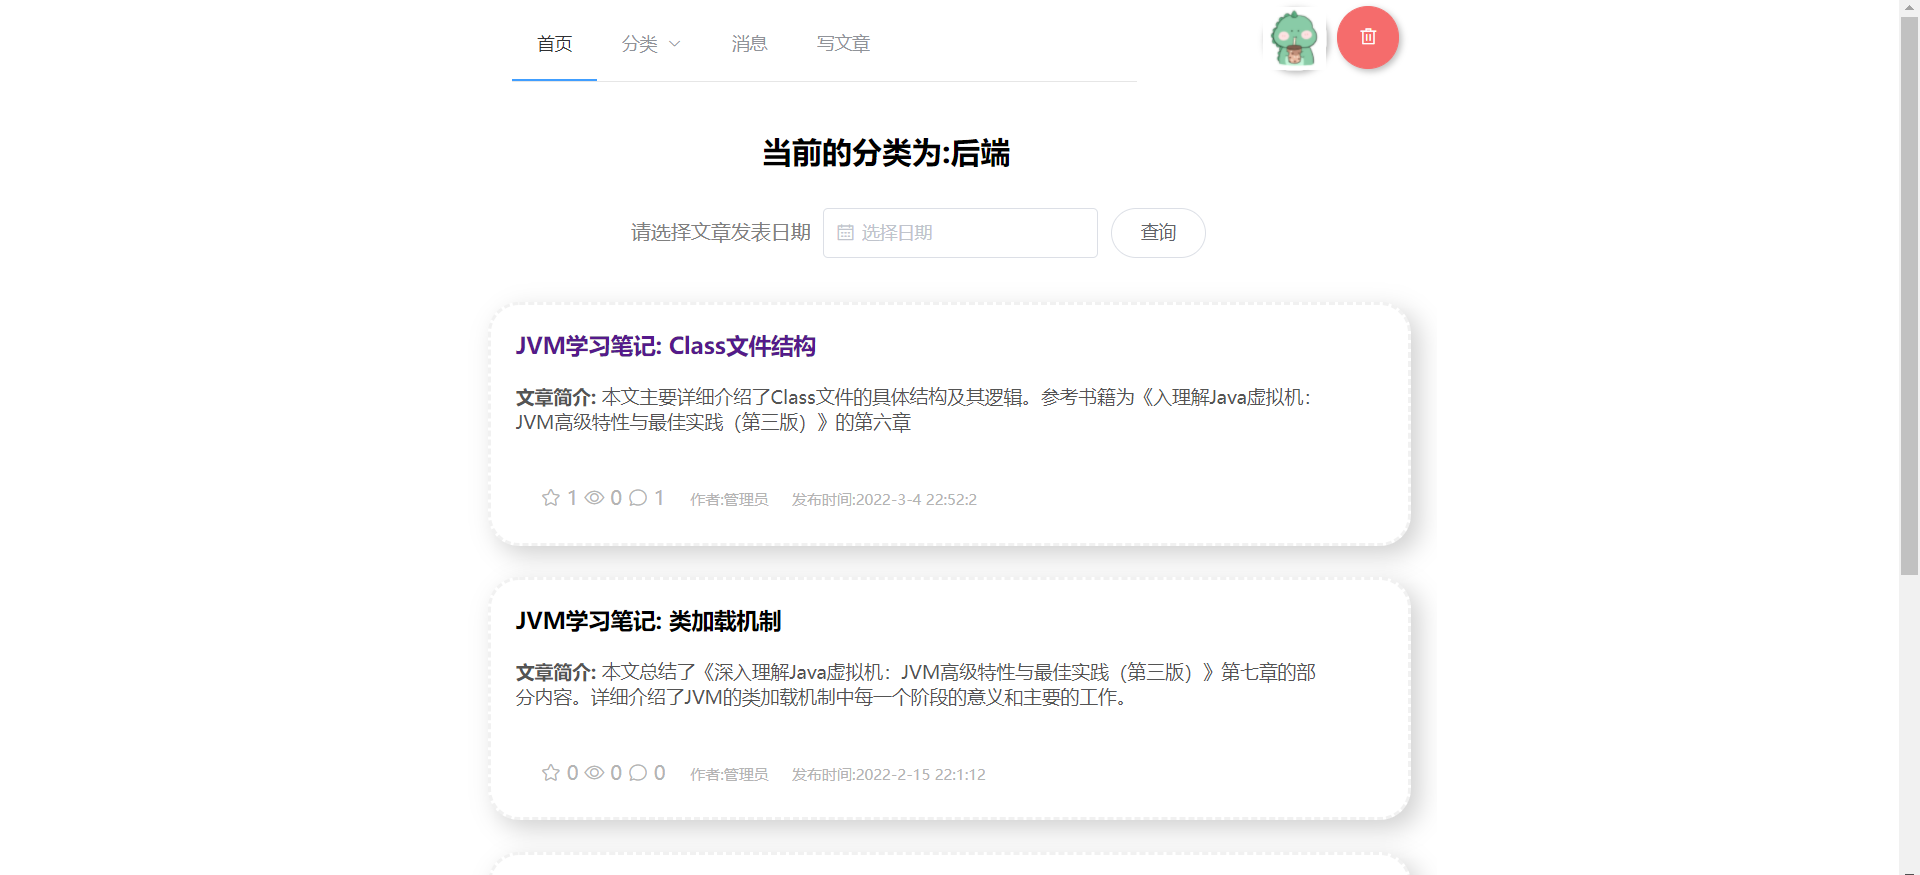 首页 分类 消息 写文章
当前的分类为:后端
请选择文章发表日期 选择日期 查询
JVM学习笔记: Class文件结构
文章简介: 本文主要详细介绍了Class文件的具体结构及其逻辑。参考书籍为《入理解Java虚拟机：
JVM高级特性与最佳实践（第三版）》的第六章
1 0 1 作者:管理员 发布时间:2022-3-4 22:52:2
JVM学习笔记: 类加载机制
文章简介: 本文总结了《深入理解Java虚拟机：JVM高级特性与最佳实践（第三版）》第七章的部
分内容。详细介绍了JVM的类加载机制中每一个阶段的意义和主要的工作。
0 0 0 作者:管理员 发布时间:2022-2-15 22:1:12